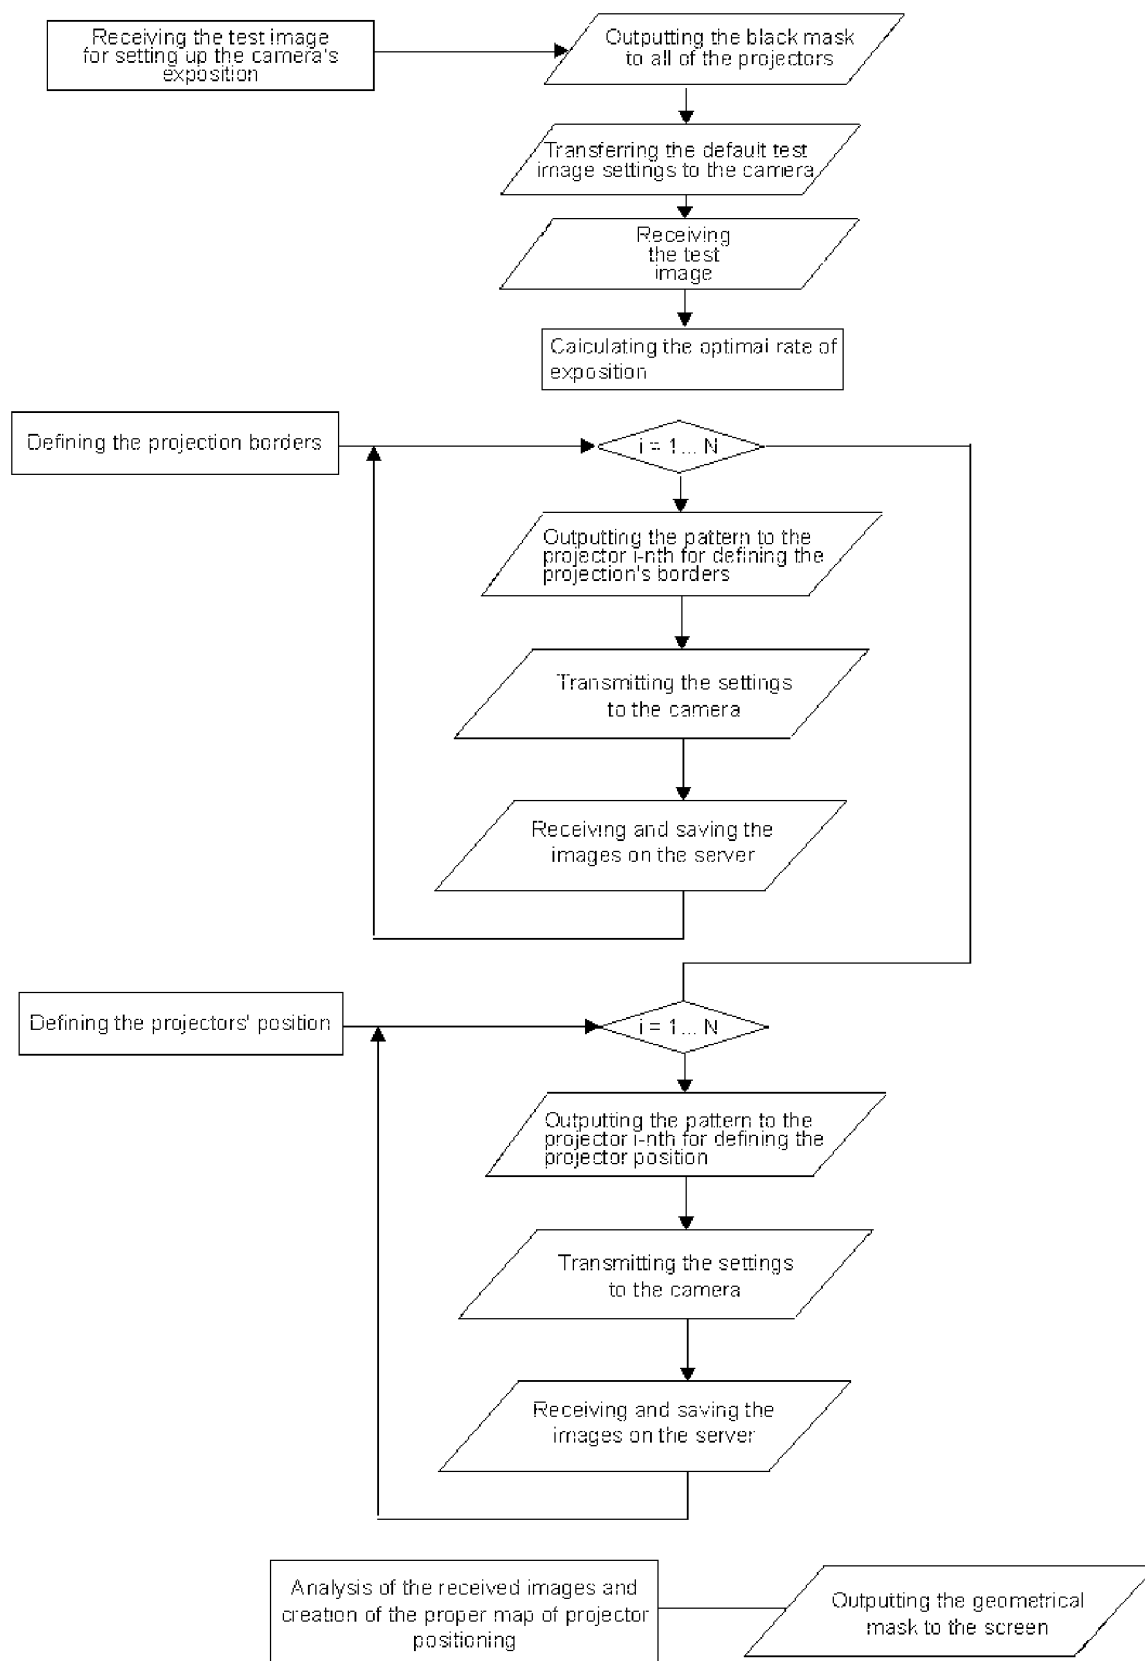 Receiving the test image
for setting up the camera's
exposition
Outputting the black mask
to all of the projectors
Transferring the default test
image settings to the camera
Receiving
the test
image
Calculating the optimal rate of
exposition
Defining the projection borders
i = 1... N
Outputting the pattern to the
projector i-nth for defining the
projection's borders
Transmitting the settings
to the camera
Receiving and saving the
images on the server
Defining the projectors' position
i = 1... N
Outputting the pattern to the
projector i-nth for defining the
projector position
Transmitting the settings
to the camera
Receiving and saving the
images on the server
Analysis of the received images and
creation of the proper map of projector
positioning
Outputting the geometrical
mask to the screen